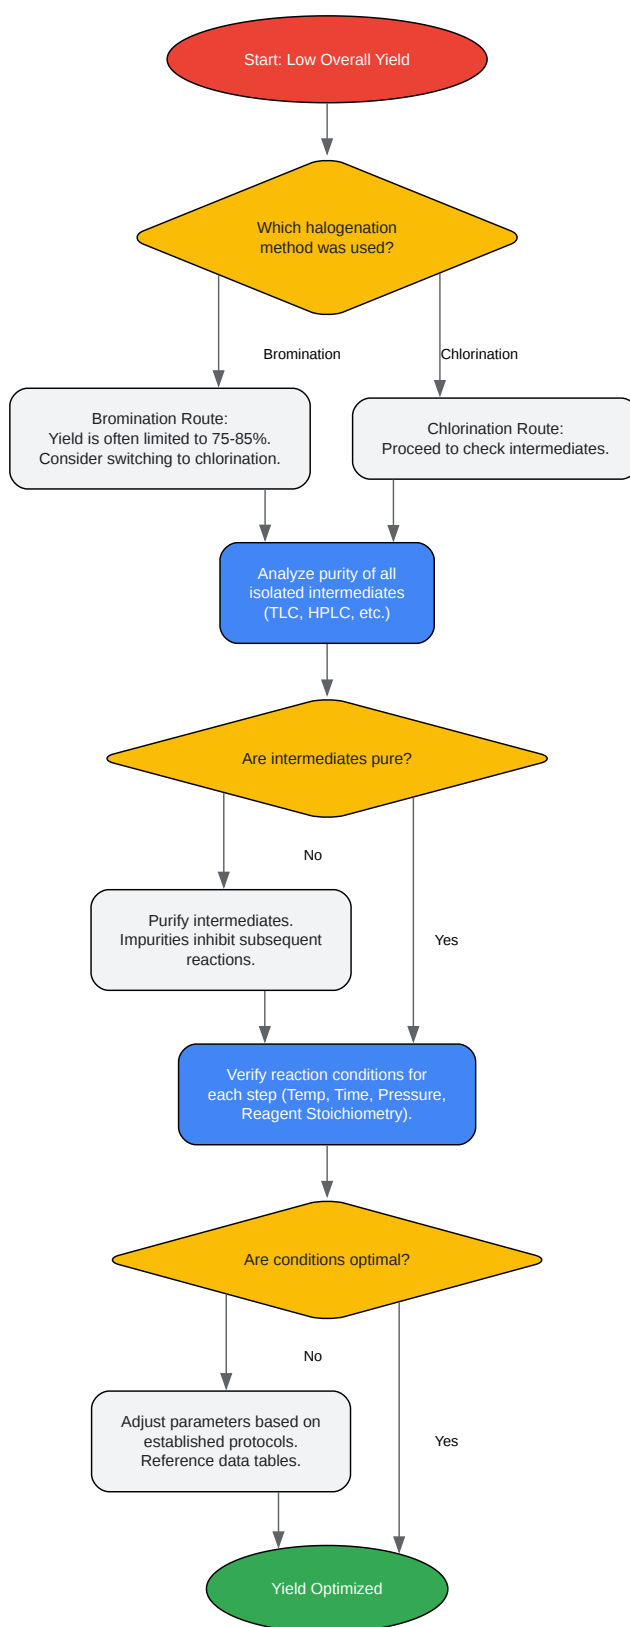 Start: Low Overall Yield
Which halogenation
method was used?
Bromination
Chlorination
Bromination Route:
Yield is often limited to 75-85%.
Consider switching to chlorination.
Chlorination Route:
Proceed to check intermediates.
Analyze purity of all
isolated intermediates
(TLC, HPLC, etc.)
Are intermediates pure?
No
Purify intermediates.
Impurities inhibit subsequent
reactions.
Yes
Verify reaction conditions for
each step (Temp, Time, Pressure,
Reagent Stoichiometry).
Are conditions optimal?
No
Adjust parameters based on
established protocols.
Reference data tables.
Yes
Yield Optimized